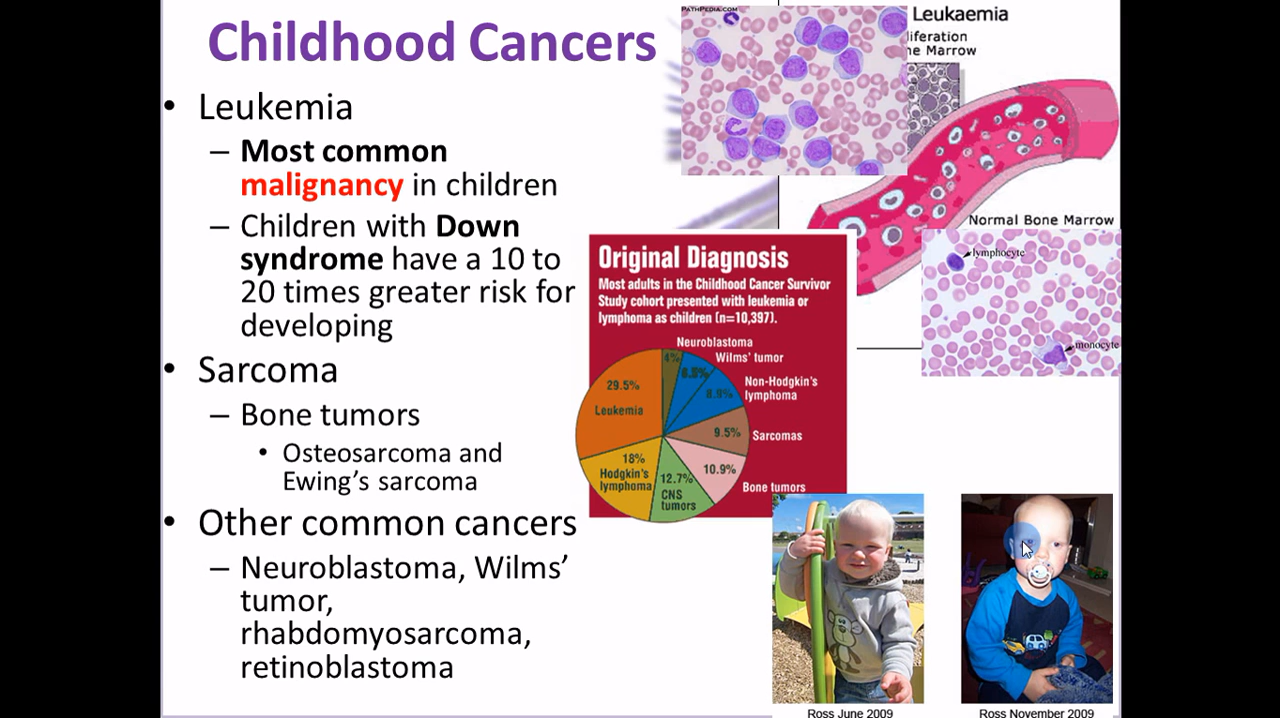 Childhood Cancers
• Leukemia
– Most common
malignancy in children
– Children with Down
syndrome have a 10 to
20 times greater risk for
developing
• Sarcoma
– Bone tumors
• Osteosarcoma and
Ewing’s sarcoma
• Other common cancers
– Neuroblastoma, Wilms’
tumor,
rhabdomyosarcoma,
retinoblastoma
PATHPEDIA.COM
Leukaemia
liferation
ne Marrow
Normal Bone Marrow
lymphocyte
monocyte
Original Diagnosis
Most adults in the Childhood Cancer Survivor
Study cohort presented with leukemia or
lymphoma as children (n=10,397).
Neuroblastoma
4%
Wilms’ tumor
Non-Hodgkin’s
lymphoma
9.5%
Sarcomas
10.9%
Bone tumors
12.7%
CNS
tumors
18%
Hodgkin’s
lymphoma
29.5%
Leukemia
Ross June 2009
Ross November 2009